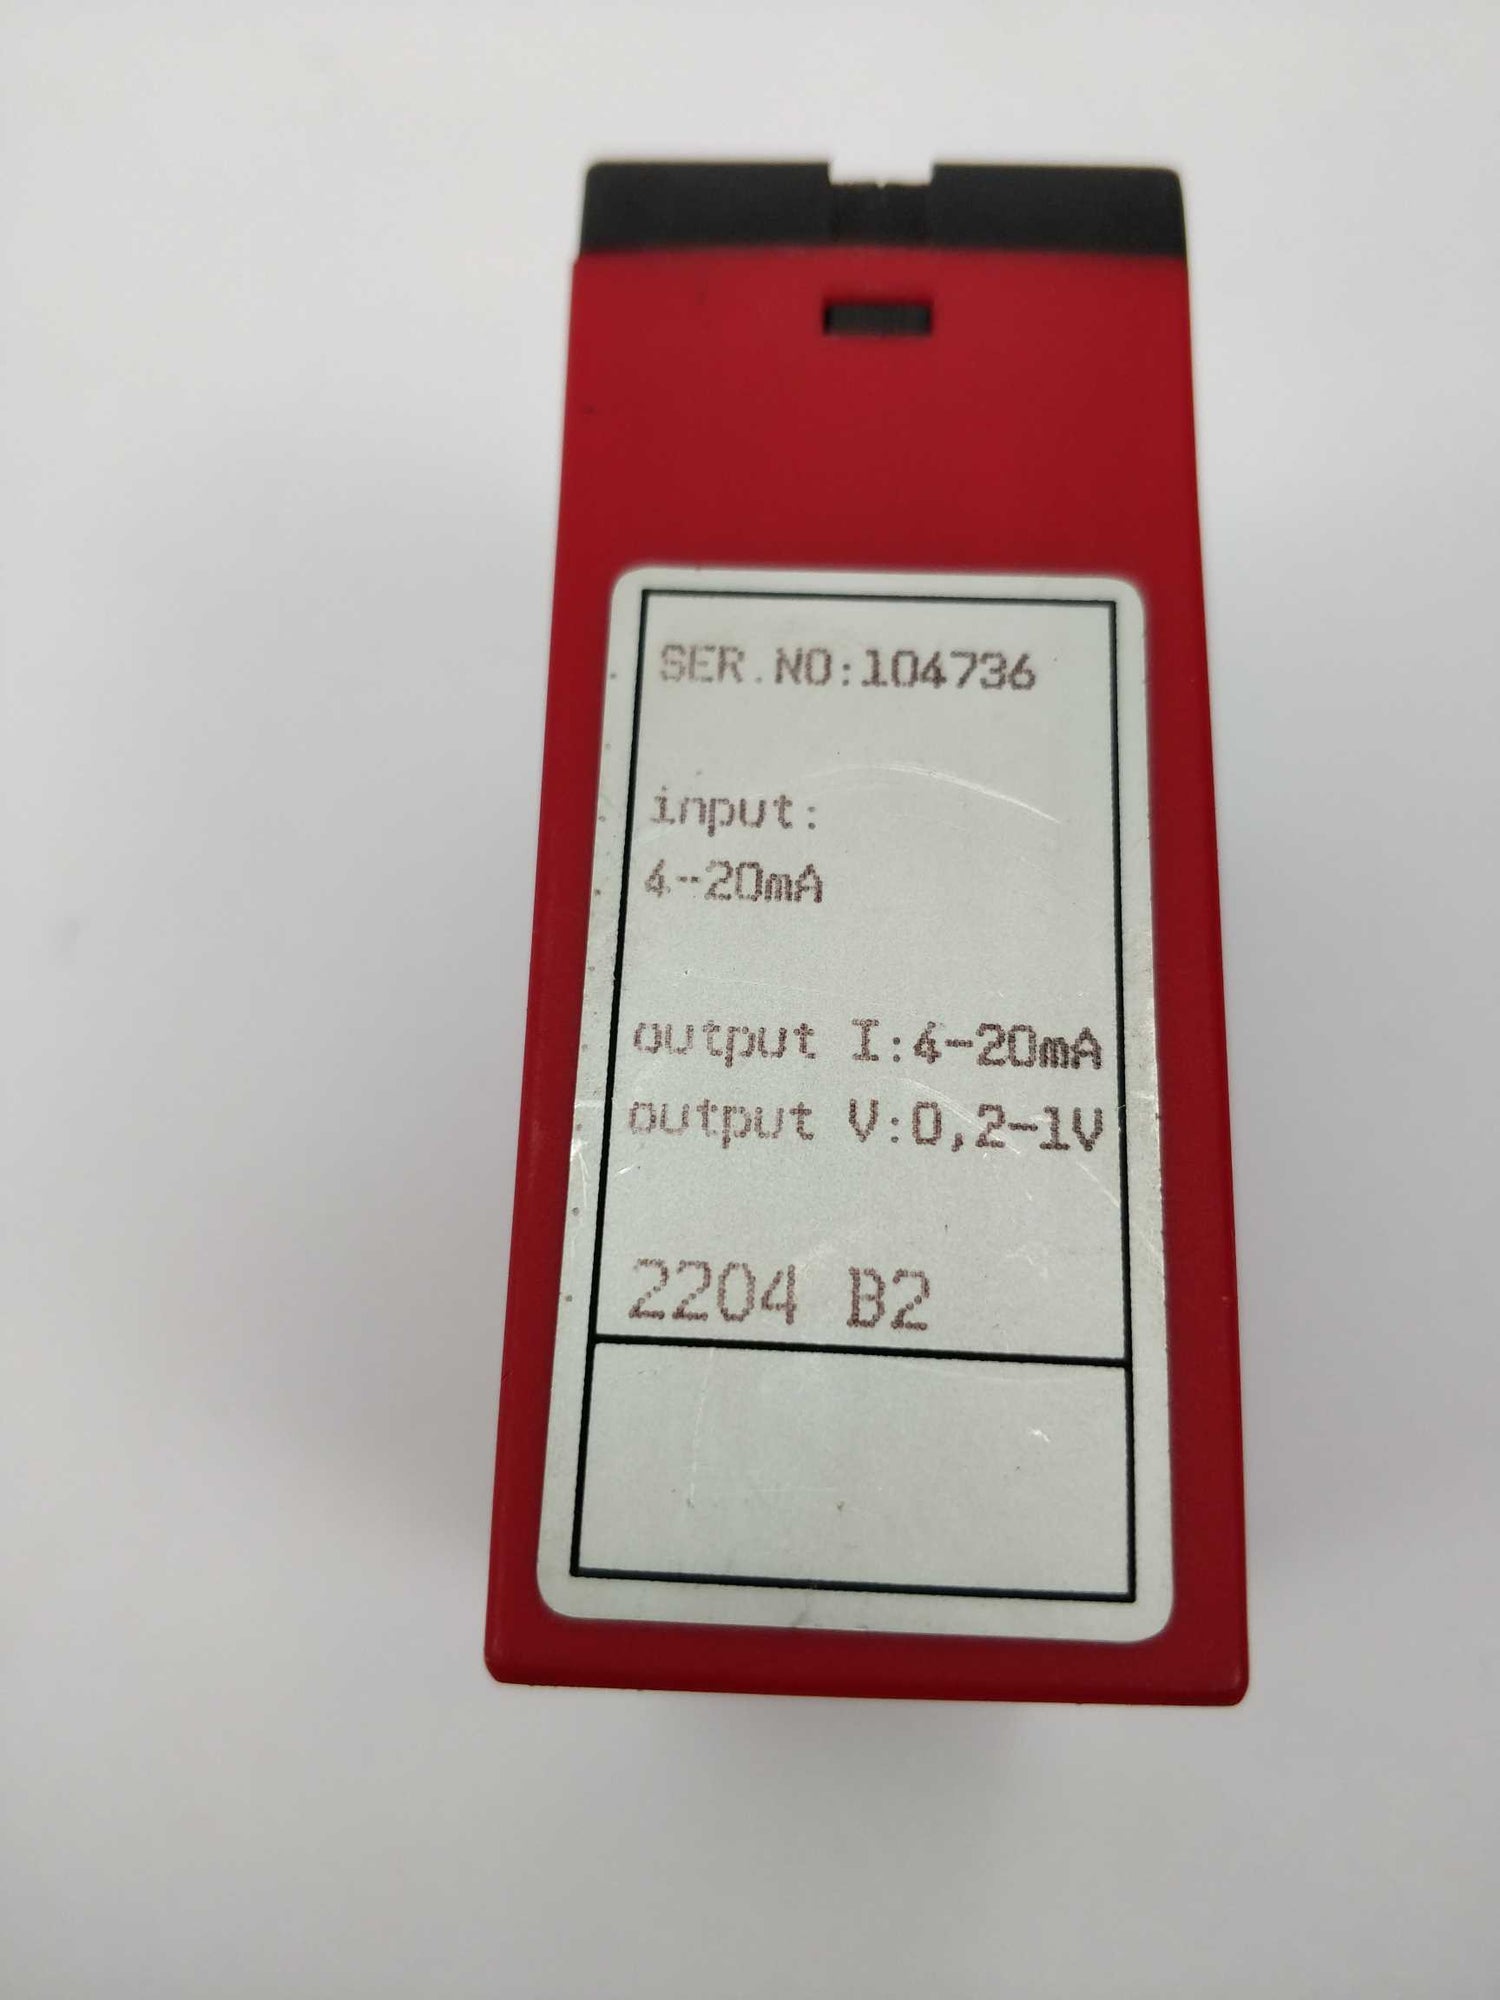 SER.NO:104736
input:
4-20mA
output I:4-20mA
output V:0,2-1V
2204 B2